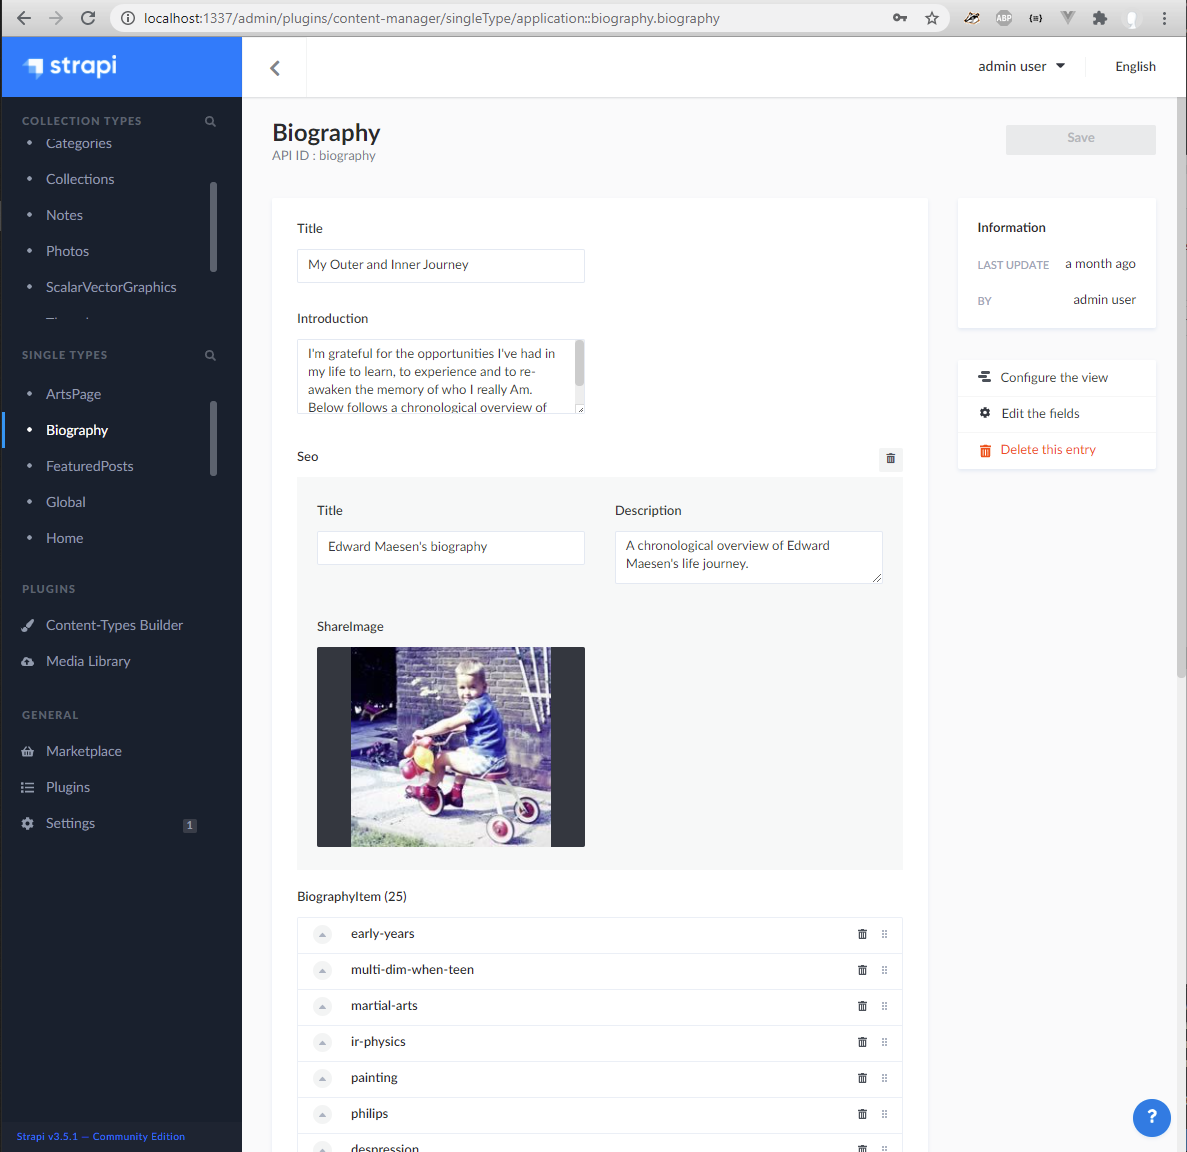 localhost:1337/admin/plugins/content-manager/singleType/application::biography.biography
ABP
strapi
admin user
English
COLLECTION TYPES
Categories
Collections
Notes
Photos
ScalarVectorGraphics
SINGLE TYPES
ArtsPage
Biography
FeaturedPosts
Global
Home
PLUGINS
Content-Types Builder
Media Library
GENERAL
Marketplace
Plugins
Settings
1
Strapi v3.5.1 — Community Edition
Biography
API ID : biography
Save
Title
My Outer and Inner Journey
Introduction
I'm grateful for the opportunities I've had in
my life to learn, to experience and to re-
awaken the memory of who I really Am.
Below follows a chronological overview of
Seo
Title
Edward Maesen's biography
Description
A chronological overview of Edward
Maesen's life journey.
ShareImage
BiographyItem (25)
early-years
multi-dim-when-teen
martial-arts
ir-physics
painting
philips
despression
Information
LAST UPDATE
a month ago
BY
admin user
Configure the view
Edit the fields
Delete this entry
?